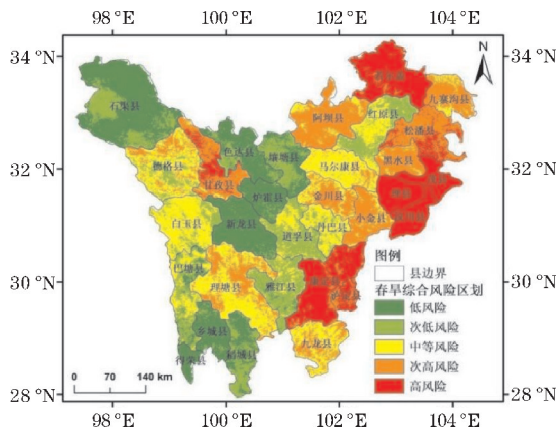 98 °E
100 °E
102 °E
104 °E
34 °N
34 °N
N
石渠县
阿坝县
红原县
九寨沟县
松潘县
色达县
壤塘县
德格县
甘孜县
马尔康县
黑水县
炉霍县
金川县
小金县
32 °N
32 °N
白玉县
新龙县
道孚县
丹巴县
巴塘县
理塘县
雅江县
30 °N
30 °N
乡城县
稻城县
九龙县
图例
县边界
春旱综合风险区划
低风险
次低风险
中等风险
次高风险
高风险
0
70
140 km
28 °N
28 °N
98 °E
100 °E
102 °E
104 °E